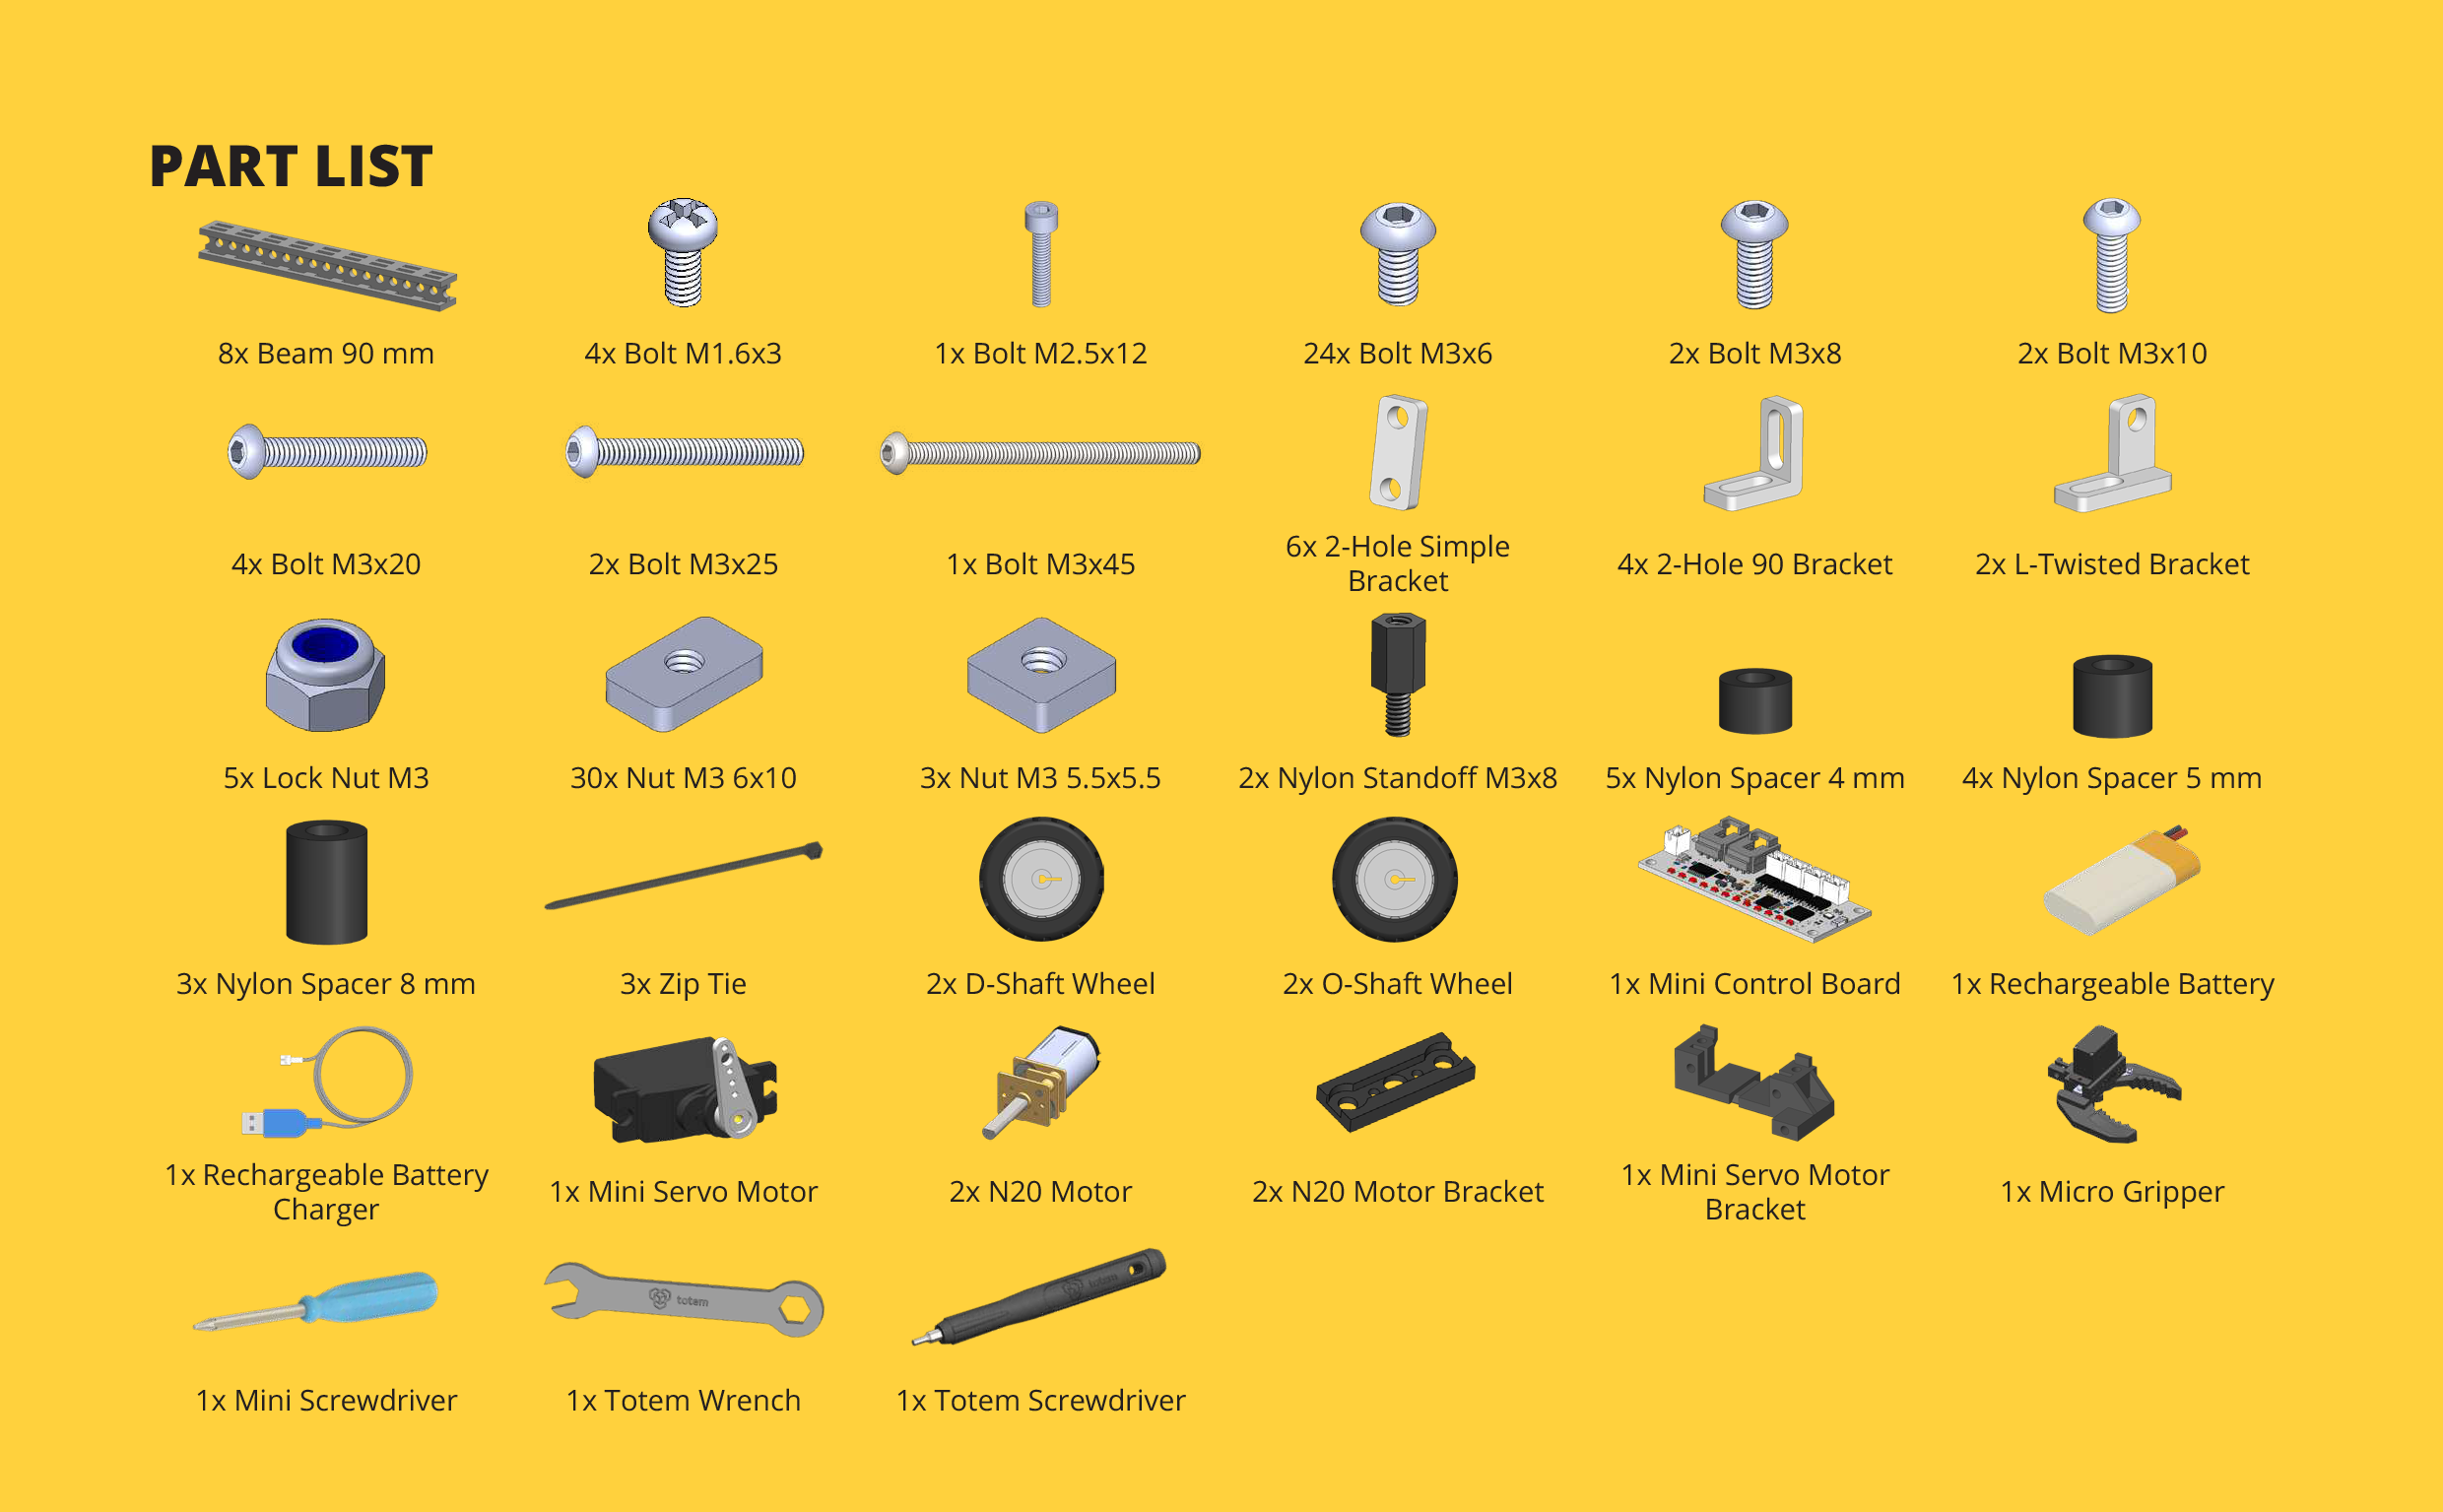 PART LIST
8x Beam 90 mm
4x Bolt M1.6x3
1x Bolt M2.5x12
24x Bolt M3x6
2x Bolt M3x8
2x Bolt M3x10
4x Bolt M3x20
2x Bolt M3x25
1x Bolt M3x45
6x 2-Hole Simple
Bracket
4x 2-Hole 90 Bracket
2x L-Twisted Bracket
5x Lock Nut M3
30x Nut M3 6x10
3x Nut M3 5.5x5.5
2x Nylon Standoff M3x8
5x Nylon Spacer 4 mm
4x Nylon Spacer 5 mm
3x Nylon Spacer 8 mm
3x Zip Tie
2x D-Shaft Wheel
2x O-Shaft Wheel
1x Mini Control Board
1x Rechargeable Battery
1x Rechargeable Battery
Charger
1x Mini Servo Motor
2x N20 Motor
2x N20 Motor Bracket
1x Mini Servo Motor
Bracket
1x Micro Gripper
totem
totem
1x Mini Screwdriver
1x Totem Wrench
1x Totem Screwdriver